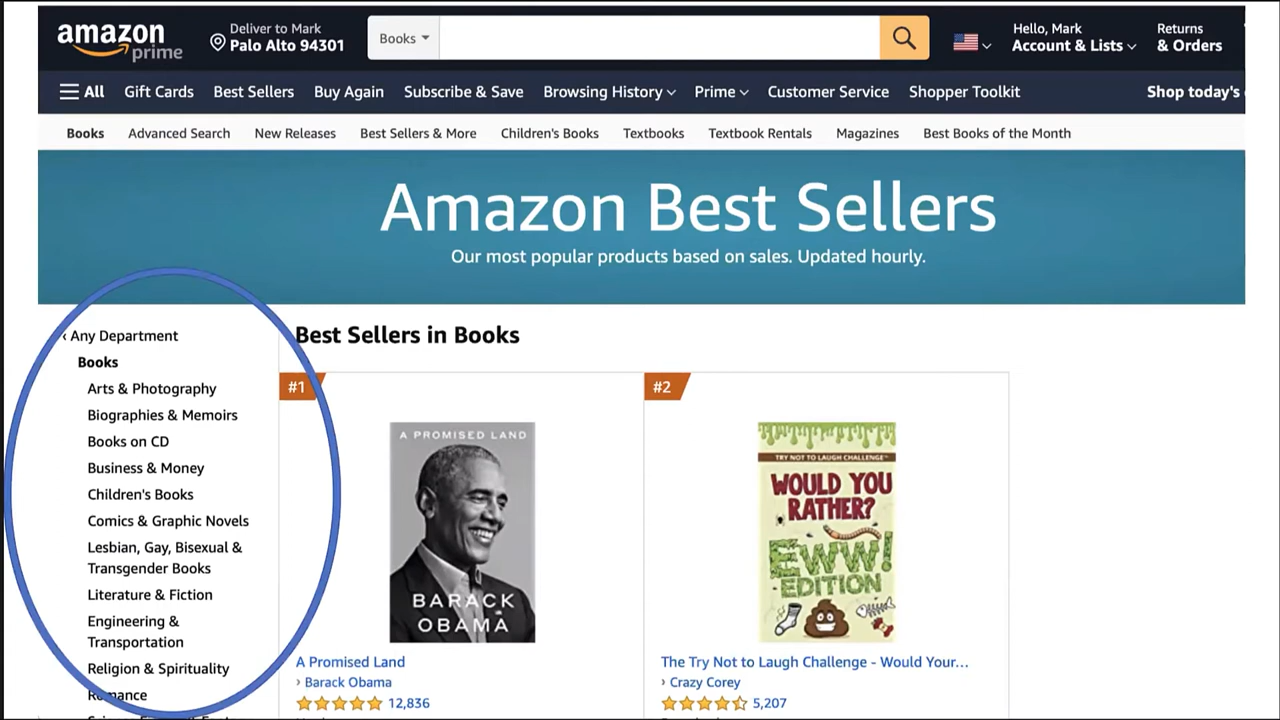 amazon prime
Deliver to Mark
Palo Alto 94301
Books
Hello, Mark
Account & Lists
Returns
& Orders
All Gift Cards Best Sellers Buy Again Subscribe & Save Browsing History Prime Customer Service Shopper Toolkit Shop today's
Books Advanced Search New Releases Best Sellers & More Children's Books Textbooks Textbook Rentals Magazines Best Books of the Month
Amazon Best Sellers
Our most popular products based on sales. Updated hourly.
‹ Any Department
Books
Arts & Photography
Biographies & Memoirs
Books on CD
Business & Money
Children's Books
Comics & Graphic Novels
Lesbian, Gay, Bisexual &
Transgender Books
Literature & Fiction
Engineering &
Transportation
Religion & Spirituality
Romance
Best Sellers in Books
#1
A PROMISED LAND
BARACK
OBAMA
A Promised Land
› Barack Obama
12,836
#2
TRY NOT TO LAUGH CHALLENGE™
WOULD YOU
RATHER?
EWW!
EDITION
The Try Not to Laugh Challenge - Would Your...
› Crazy Corey
5,207